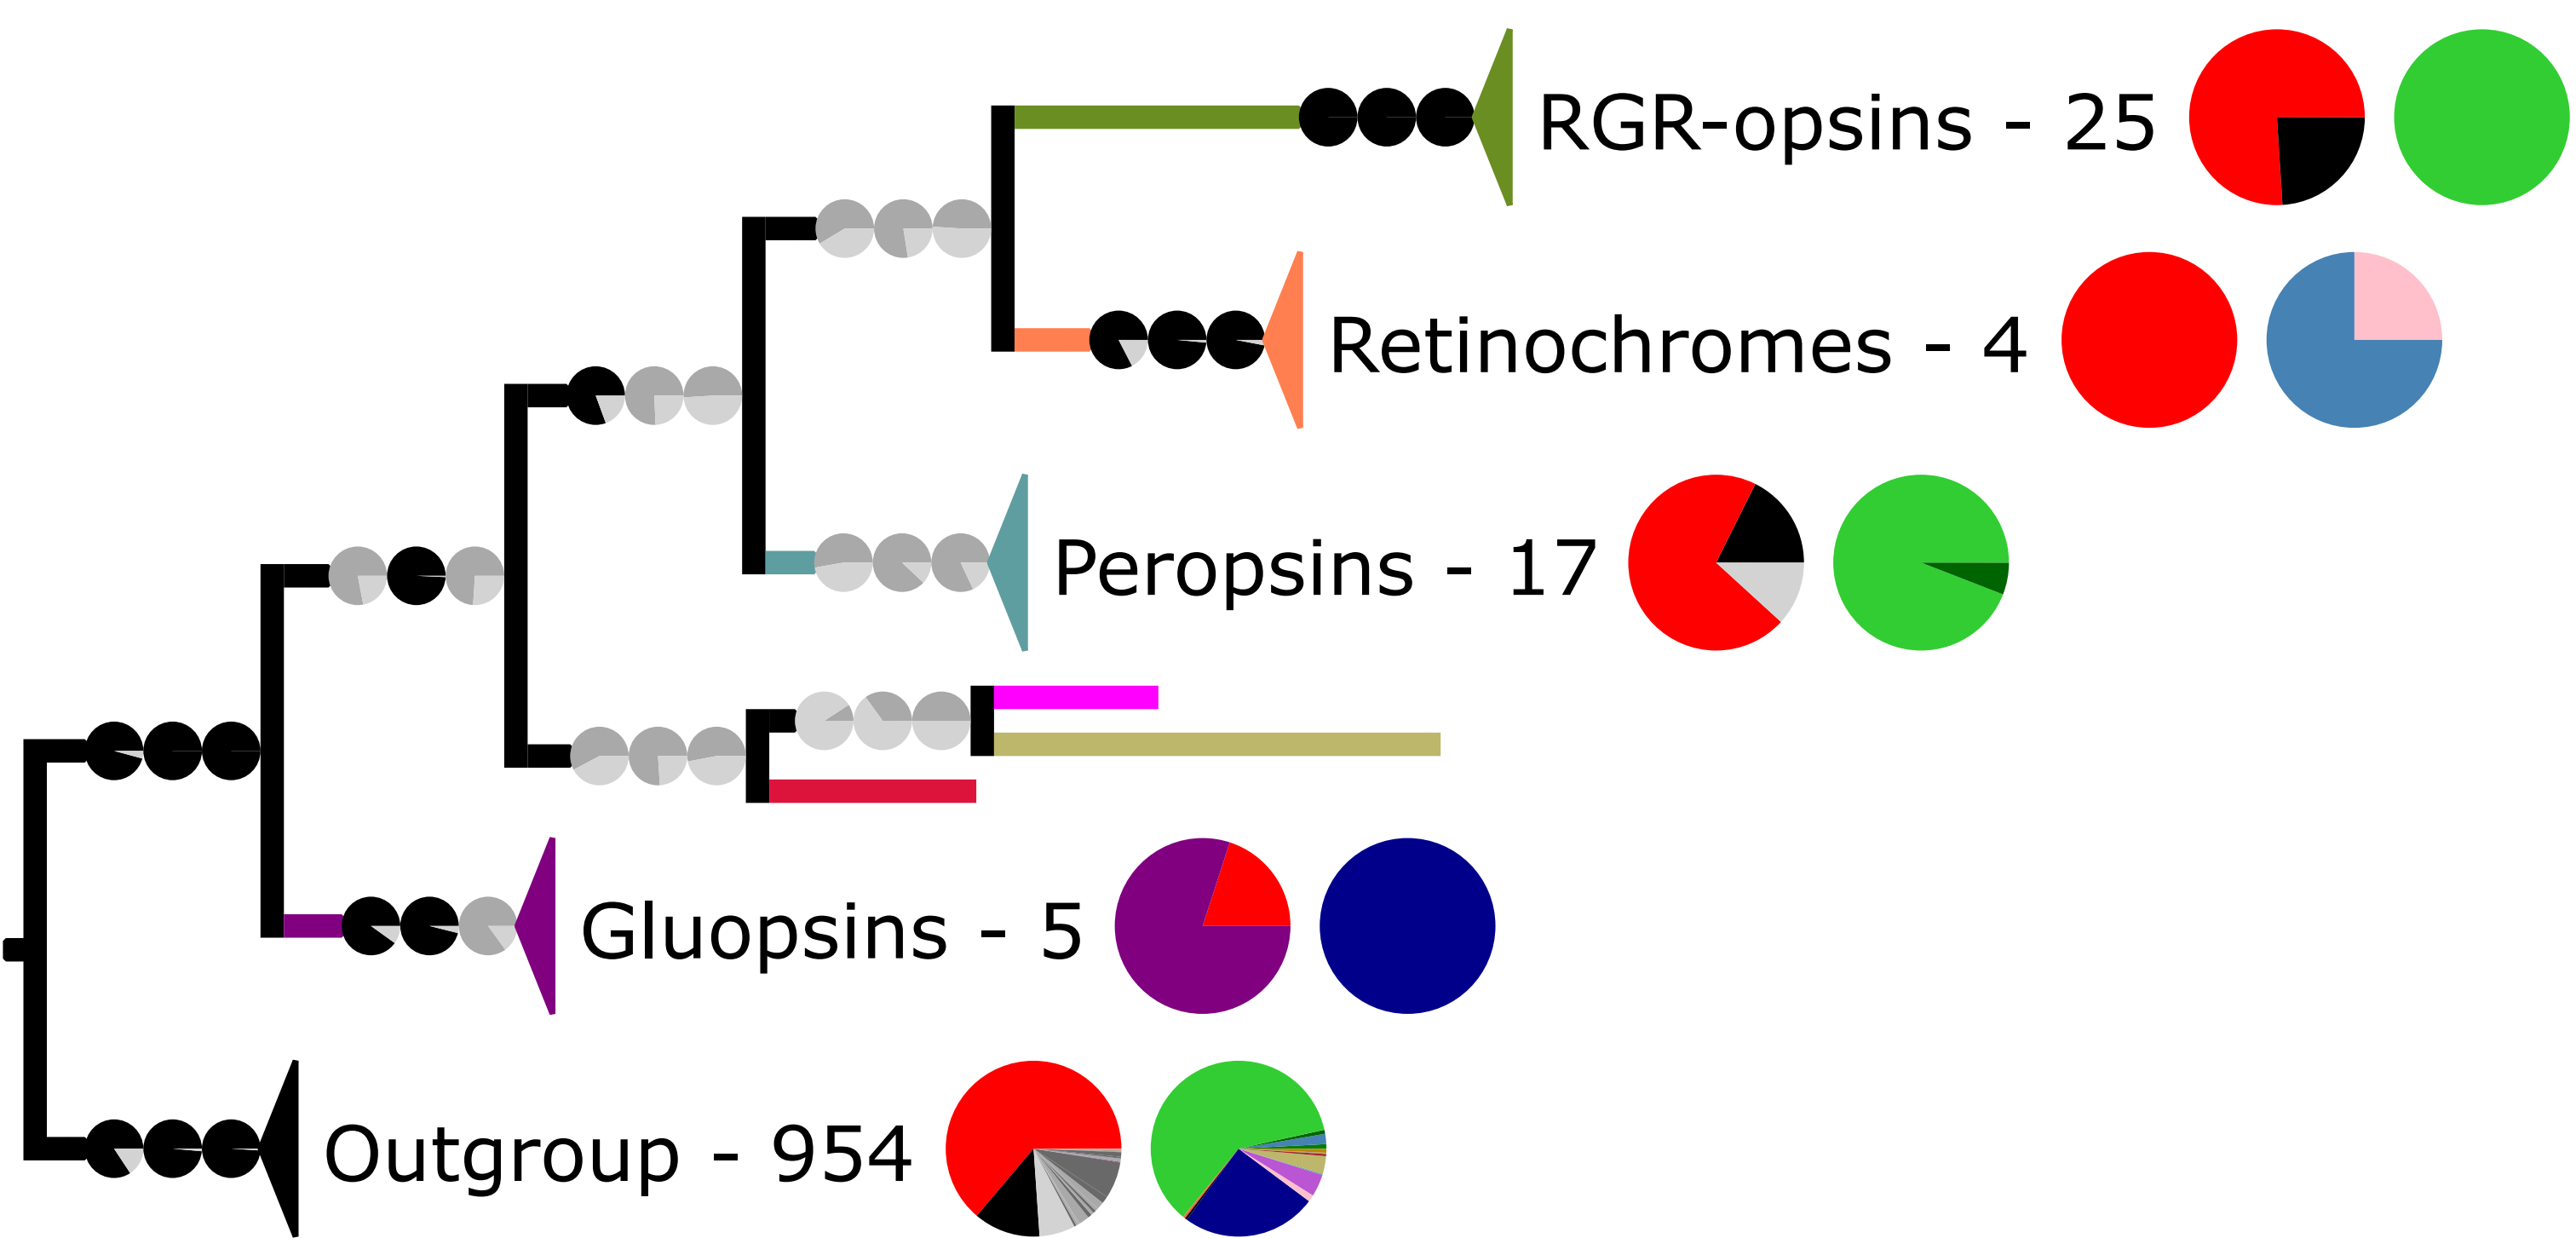 RGR-opsins - 25
Retinochromes - 4
Peropsins - 17
Gluopsins - 5
Outgroup - 954